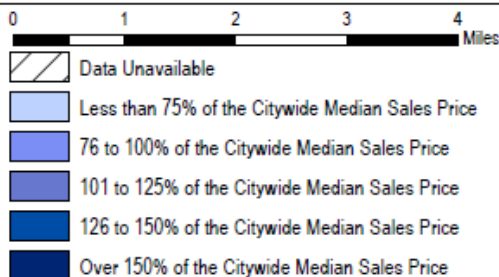 0 1 2 3 4
Miles
Data Unavailable
Less than 75% of the Citywide Median Sales Price
76 to 100% of the Citywide Median Sales Price
101 to 125% of the Citywide Median Sales Price
126 to 150% of the Citywide Median Sales Price
Over 150% of the Citywide Median Sales Price